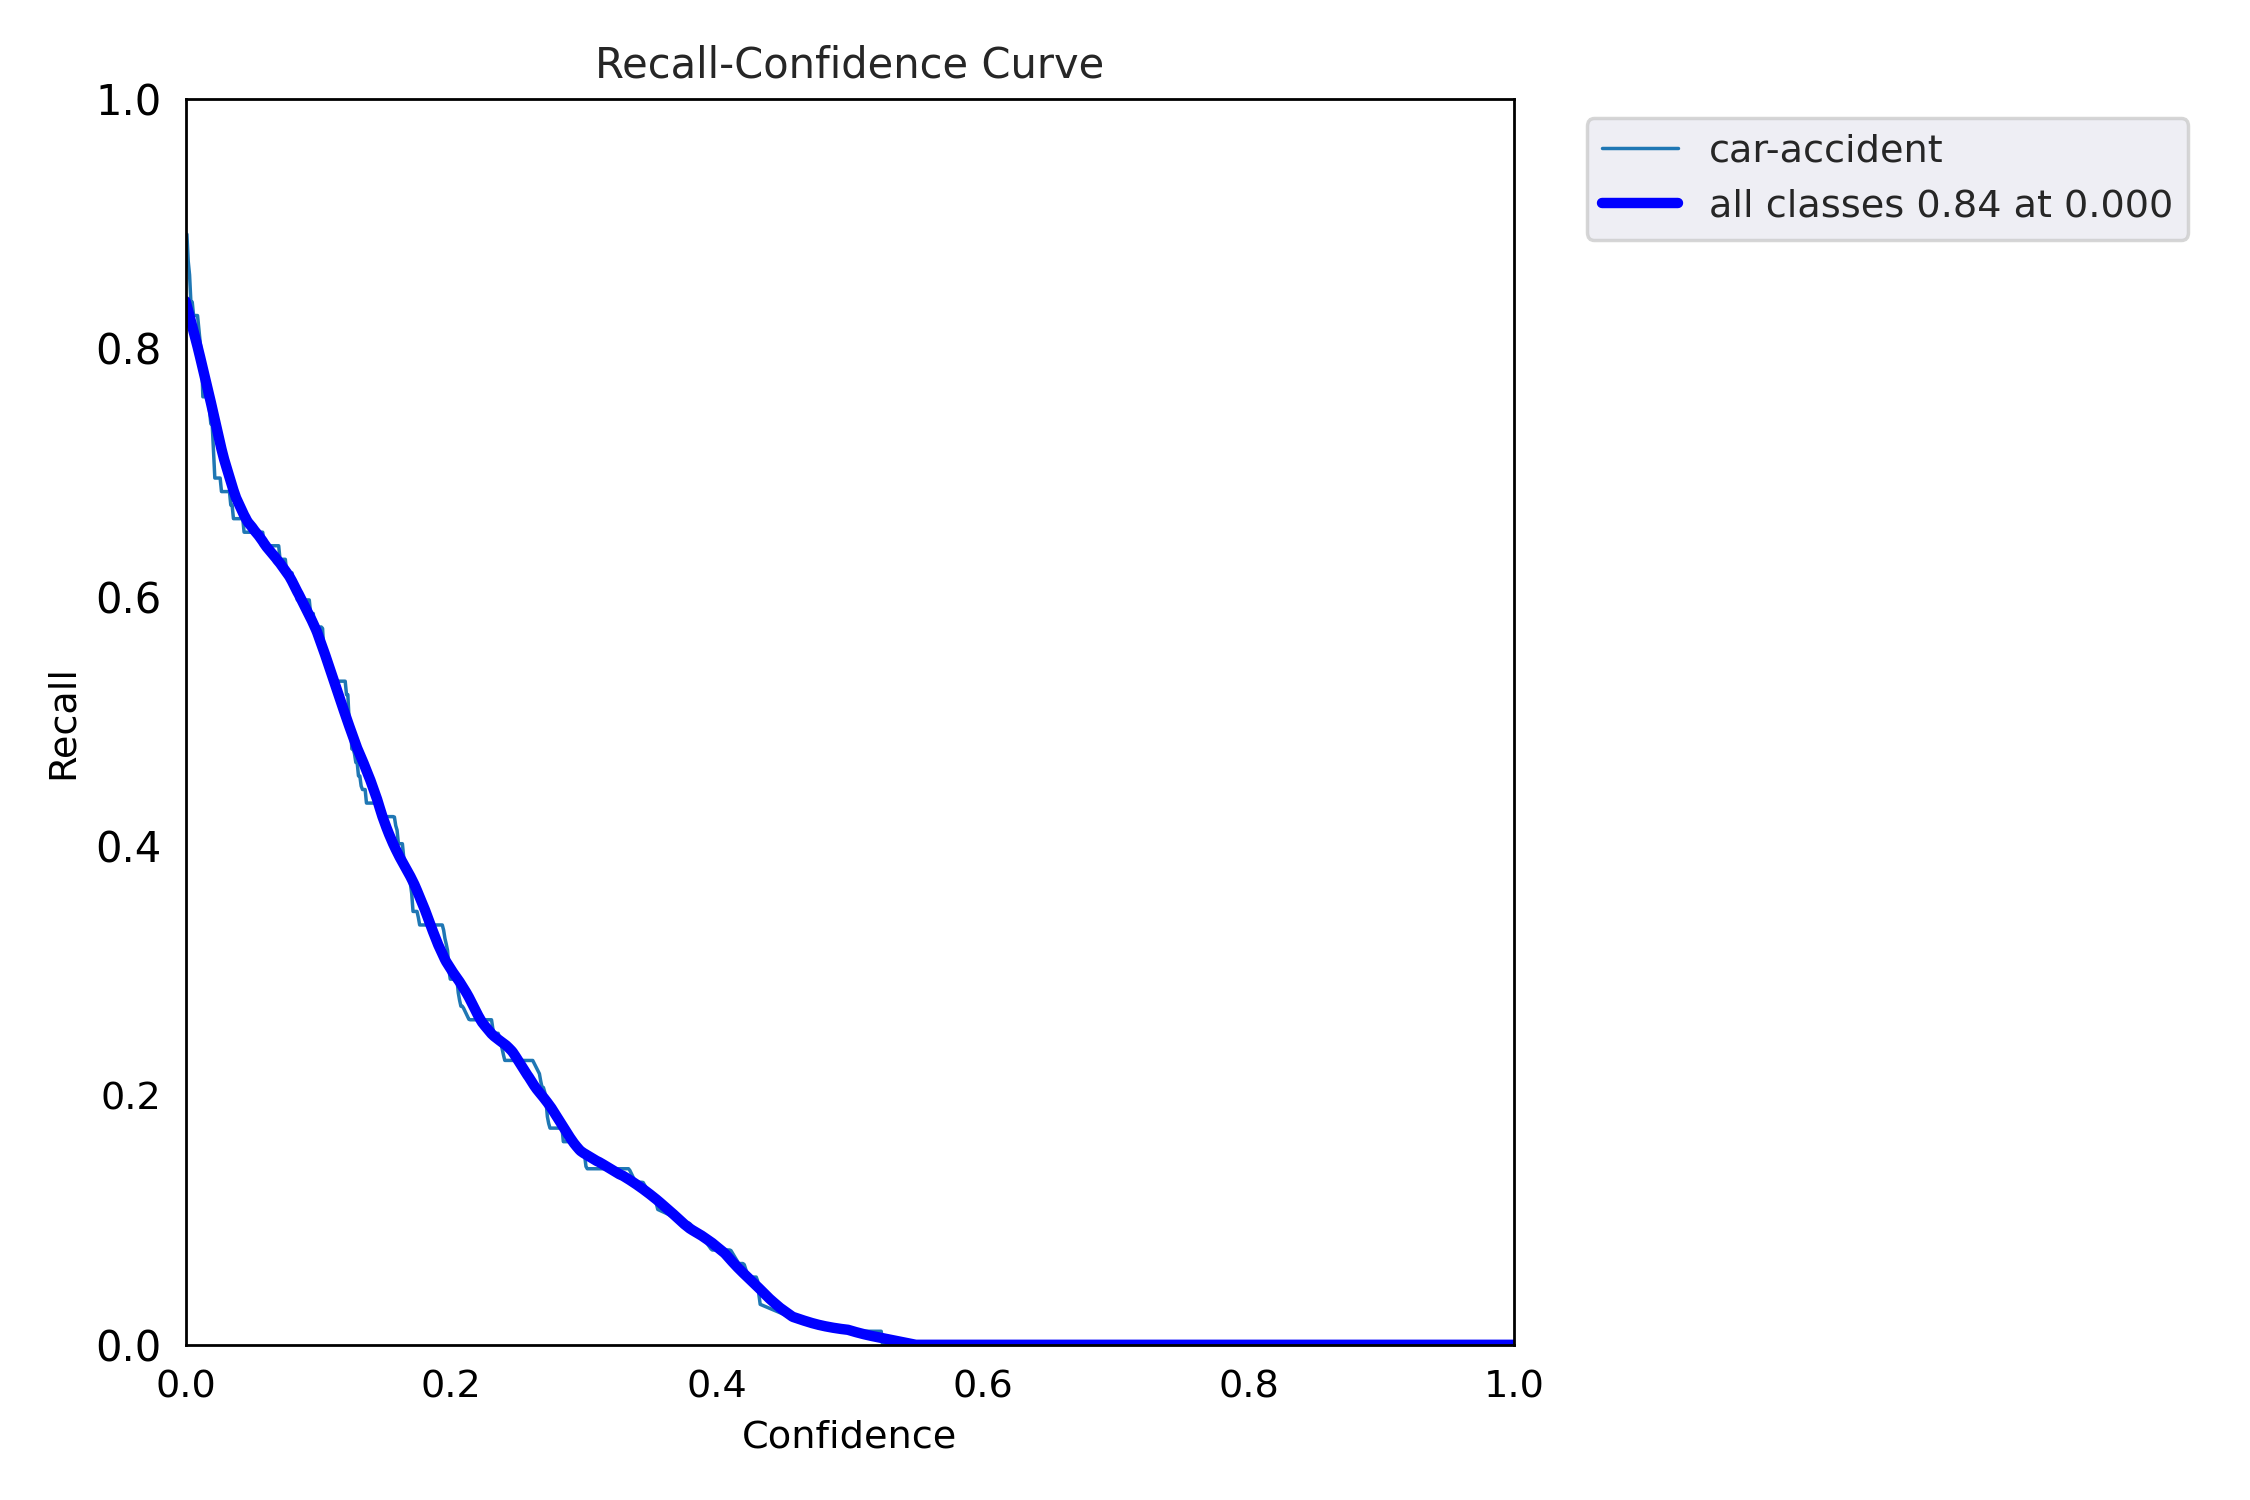 Recall-Confidence Curve
1.0
0.8
0.6
0.4
0.2
0.0
Recall
0.0 0.2 0.4 0.6 0.8 1.0
Confidence
car-accident
all classes 0.84 at 0.000